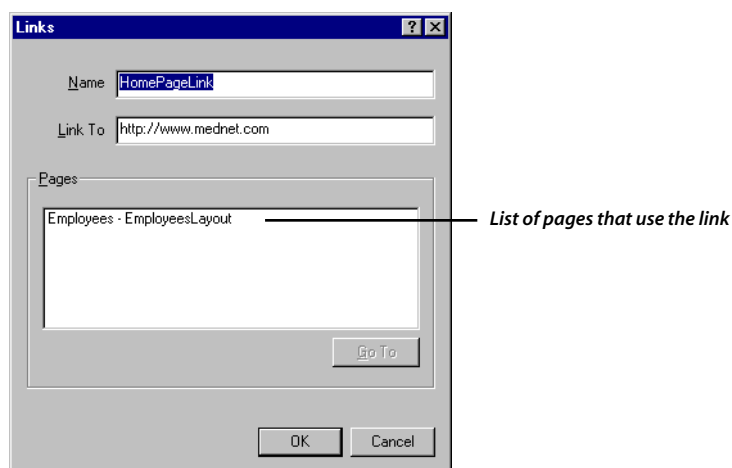 Links
Name HomePageLink
Link To http://www.mednet.com
Pages
Employees - EmployeesLayout
List of pages that use the link
Go To
OK Cancel